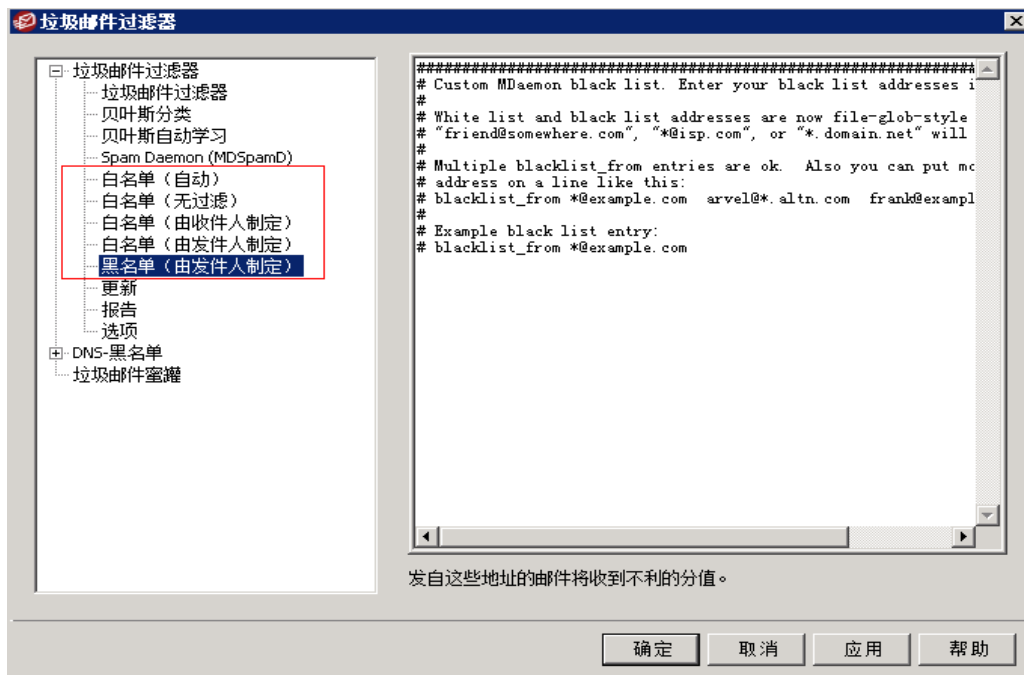 垃圾邮件过滤器
垃圾邮件过滤器
垃圾邮件过滤器
贝叶斯分类
贝叶斯自动学习
Spam Daemon (MDSpamD)
白名单（自动）
白名单（无过滤）
白名单（由收件人制定）
白名单（由发件人制定）
黑名单（由发件人制定）
更新
报告
选项
DNS-黑名单
垃圾邮件蜜罐
##############################################################
# Custom MDaemon black list. Enter your black list addresses i
#
# White list and black list addresses are now file-glob-style
# "friend@somewhere.com", "*@isp.com", or "*.domain.net" will
#
# Multiple blacklist_from entries are ok. Also you can put mo
# address on a line like this:
# blacklist_from *@example.com arvel@*.altn.com frank@exampl
#
# Example black list entry:
# blacklist_from *@example.com
发自这些地址的邮件将收到不利的分值。
确定
取消
应用
帮助